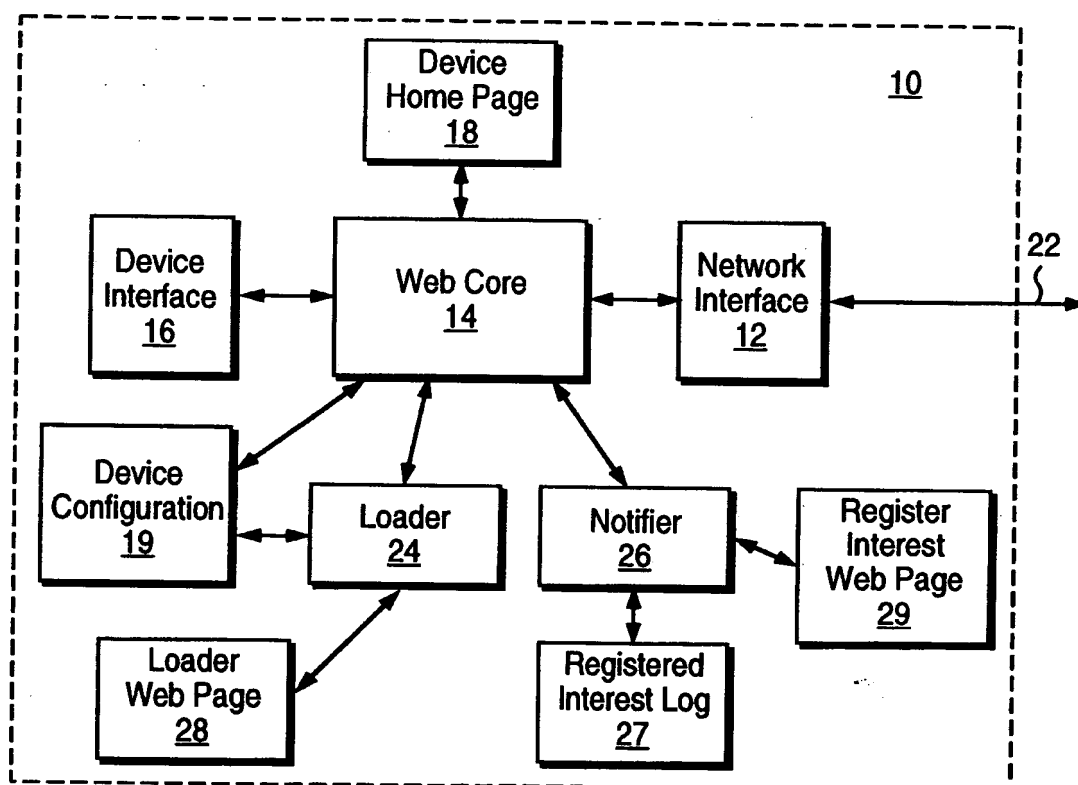 Device
Home Page
18
10
Device
Interface
16
Web Core
14
Network
Interface
12
22
Device
Configuration
19
Loader
24
Notifier
26
Register
Interest
Web Page
29
Loader
Web Page
28
Registered
Interest Log
27